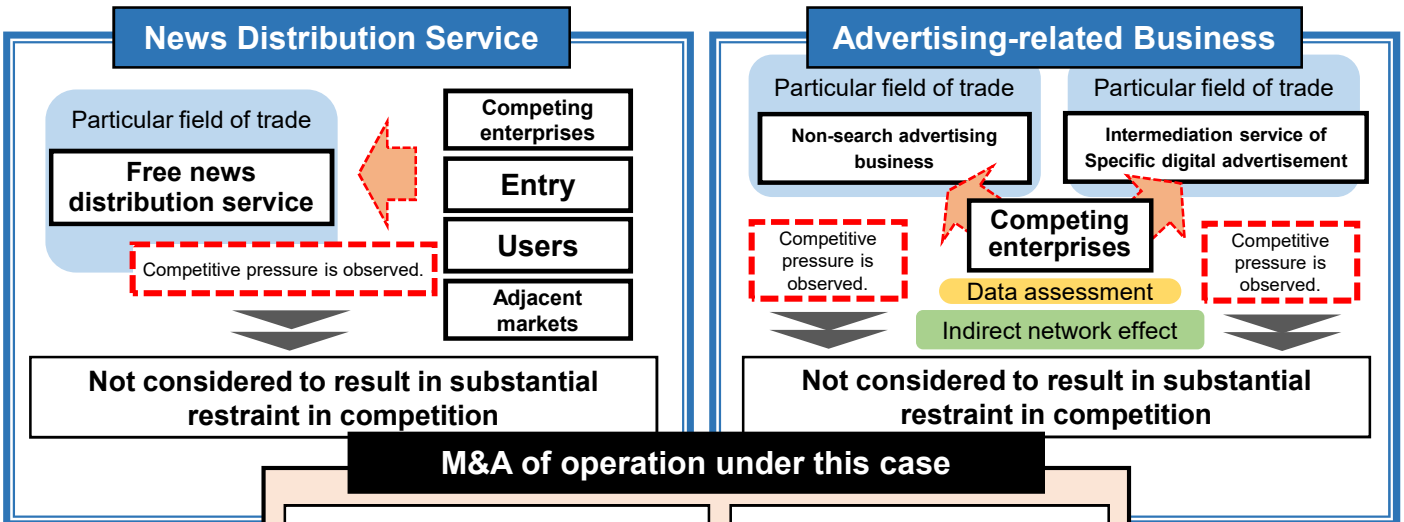 News Distribution Service
Particular field of trade
Free news
distribution service
Competitive pressure is observed.
Competing
enterprises
Entry
Users
Adjacent
markets
Not considered to result in substantial
restraint in competition
Advertising-related Business
Particular field of trade
Non-search advertising
business
Particular field of trade
Intermediation service of
Specific digital advertisement
Competing
enterprises
Competitive
pressure is
observed.
Data assessment
Indirect network effect
Competitive
pressure is
observed.
Not considered to result in substantial
restraint in competition
M&A of operation under this case